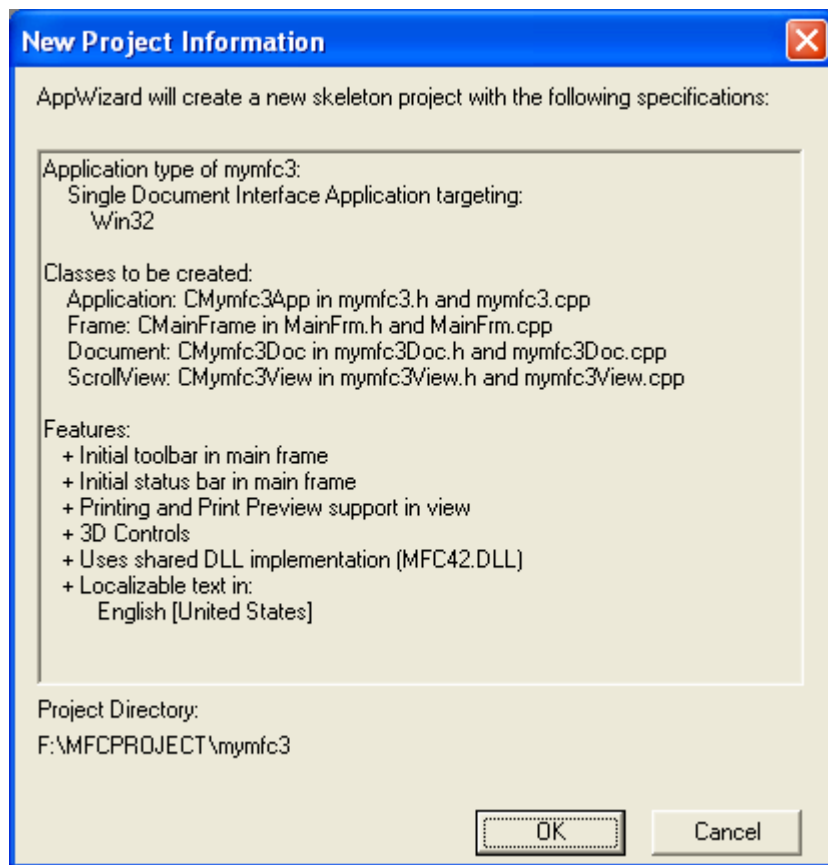 New Project Information
AppWizard will create a new skeleton project with the following specifications:
Application type of mymfc3:
Single Document Interface Application targeting:
Win32
Classes to be created:
Application: CMymfc3App in mymfc3.h and mymfc3.cpp
Frame: CMainFrame in MainFrm.h and MainFrm.cpp
Document: CMymfc3Doc in mymfc3Doc.h and mymfc3Doc.cpp
ScrollView: CMymfc3View in mymfc3View.h and mymfc3View.cpp
Features:
+ Initial toolbar in main frame
+ Initial status bar in main frame
+ Printing and Print Preview support in view
+ 3D Controls
+ Uses shared DLL implementation (MFC42.DLL)
+ Localizable text in:
English [United States]
Project Directory:
F:\MFCPROJECT\mymfc3
OK Cancel